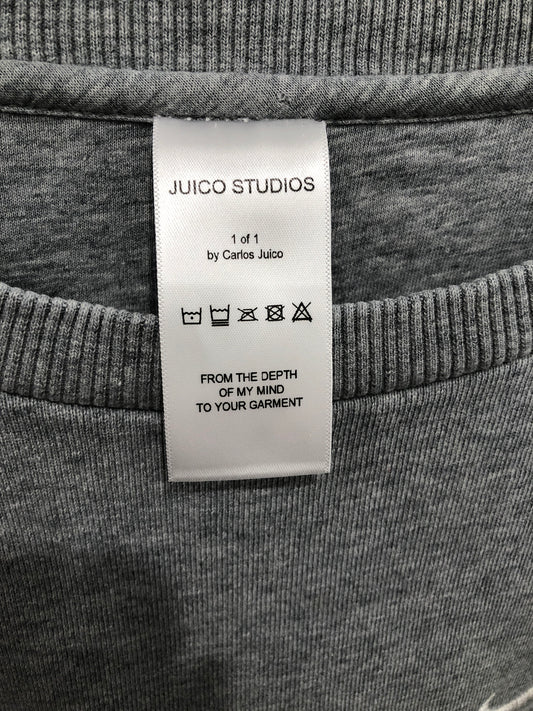 JUICO STUDIOS
1 of 1
by Carlos Juico
FROM THE DEPTH
OF MY MIND
TO YOUR GARMENT